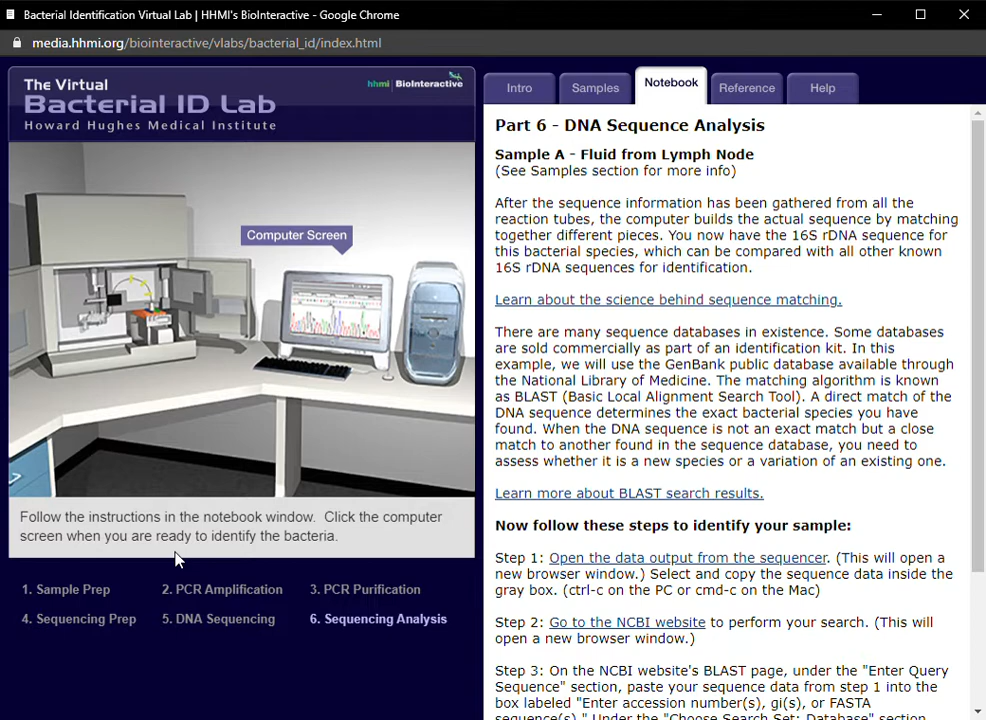 Bacterial Identification Virtual Lab | HHMI's BioInteractive - Google Chrome
media.hhmi.org/biointeractive/vlabs/bacterial_id/index.html
The Virtual
Bacterial ID Lab
Howard Hughes Medical Institute
hhmi BioInteractive
Intro
Samples
Notebook
Reference
Help
Computer Screen
Follow the instructions in the notebook window. Click the computer
screen when you are ready to identify the bacteria.
1. Sample Prep
2. PCR Amplification
3. PCR Purification
4. Sequencing Prep
5. DNA Sequencing
6. Sequencing Analysis
Part 6 - DNA Sequence Analysis
Sample A - Fluid from Lymph Node
(See Samples section for more info)
After the sequence information has been gathered from all the
reaction tubes, the computer builds the actual sequence by matching
together different pieces. You now have the 16S rDNA sequence for
this bacterial species, which can be compared with all other known
16S rDNA sequences for identification.
Learn about the science behind sequence matching.
There are many sequence databases in existence. Some databases
are sold commercially as part of an identification kit. In this
example, we will use the GenBank public database available through
the National Library of Medicine. The matching algorithm is known
as BLAST (Basic Local Alignment Search Tool). A direct match of the
DNA sequence determines the exact bacterial species you have
found. When the DNA sequence is not an exact match but a close
match to another found in the sequence database, you need to
assess whether it is a new species or a variation of an existing one.
Learn more about BLAST search results.
Now follow these steps to identify your sample:
Step 1: Open the data output from the sequencer. (This will open a
new browser window.) Select and copy the sequence data inside the
gray box. (ctrl-c on the PC or cmd-c on the Mac)
Step 2: Go to the NCBI website to perform your search. (This will
open a new browser window.)
Step 3: On the NCBI website's BLAST page, under the "Enter Query
Sequence" section, paste your sequence data from step 1 into the
box labeled "Enter accession number(s), gi(s), or FASTA
sequence(s)." Under the "Choose Search Set: Database" section